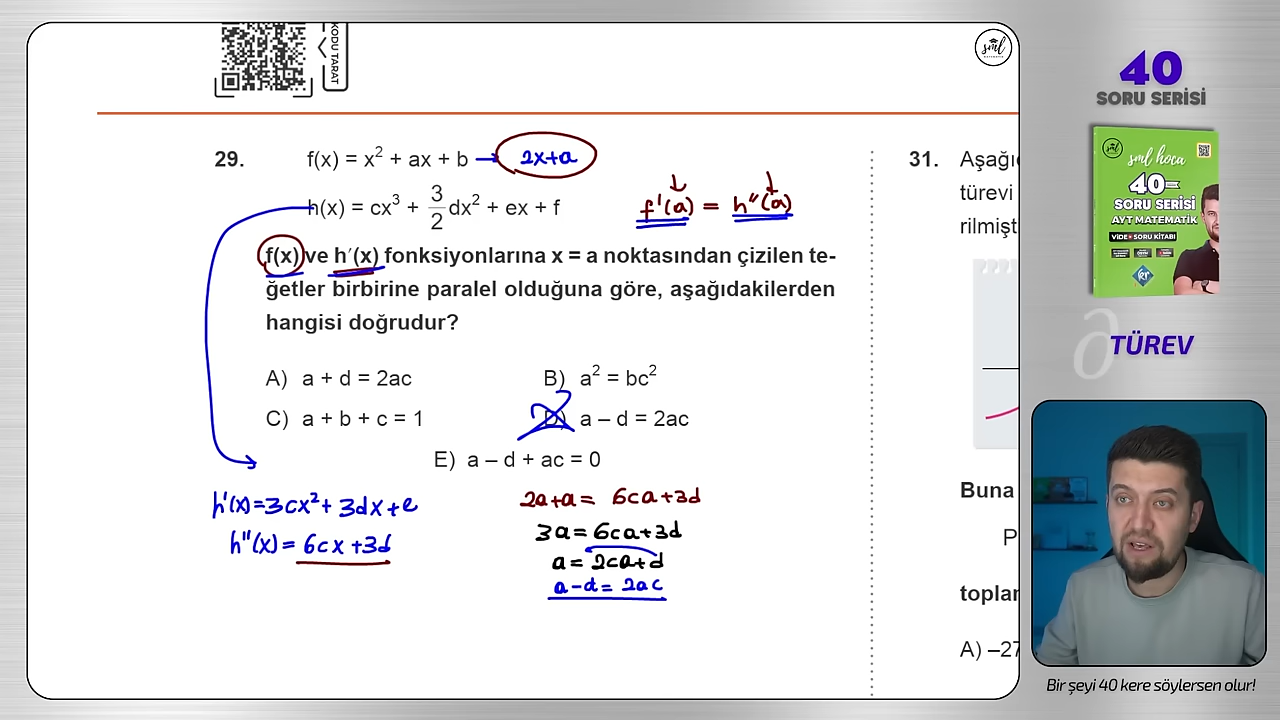 KODU TARAT
sml
29. f(x) = x² + ax + b → 2x+a
h(x) = cx³ + 3/2 dx² + ex + f
f'(a) = h''(a)
f(x) ve h'(x) fonksiyonlarına x = a noktasından çizilen te-
ğetler birbirine paralel olduğuna göre, aşağıdakilerden
hangisi doğrudur?
A) a + d = 2ac B) a² = bc²
C) a + b + c = 1 D) a – d = 2ac
E) a – d + ac = 0
h'(x)=3cx²+3dx+e
h''(x) = 6cx+3d
2a+a = 6ca+3d
3a=6ca+3d
a=2ca+d
a-d= 2ac
31. Aşağı
türevi
rilmişt
Buna
P
toplar
A) –27
40
SORU SERİSİ
sml hoca
40
SORU SERİSİ
AYT MATEMATİK
VİDEO SORU KİTABI
∂
TÜREV
Bir şeyi 40 kere söylersen olur!